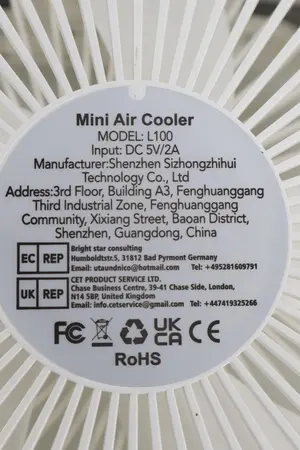 Mini Air Cooler
MODEL: L100
Input: DC 5V/2A
Manufacturer:Shenzhen Sizhongzhihui
Technology Co., Ltd
Address:3rd Floor, Building A3, Fenghuanggang
Third Industrial Zone, Fenghuanggang
Community, Xixiang Street, Baoan District,
Shenzhen, Guangdong, China
EC REP
Bright star consulting
Humboldtstr.5, 31812 Bad Pyrmont Germany
Email: utaundnico@hotmail.com Tel: +495281609791
UK REP
CET PRODUCT SERVICE LTD.
Chase Business Centre, 39-41 Chase Side, London
N14 5BP, United Kingdom
Email: info.cetservice@gmail.com Tel: +447419325266
FC UK CA CE
RoHS